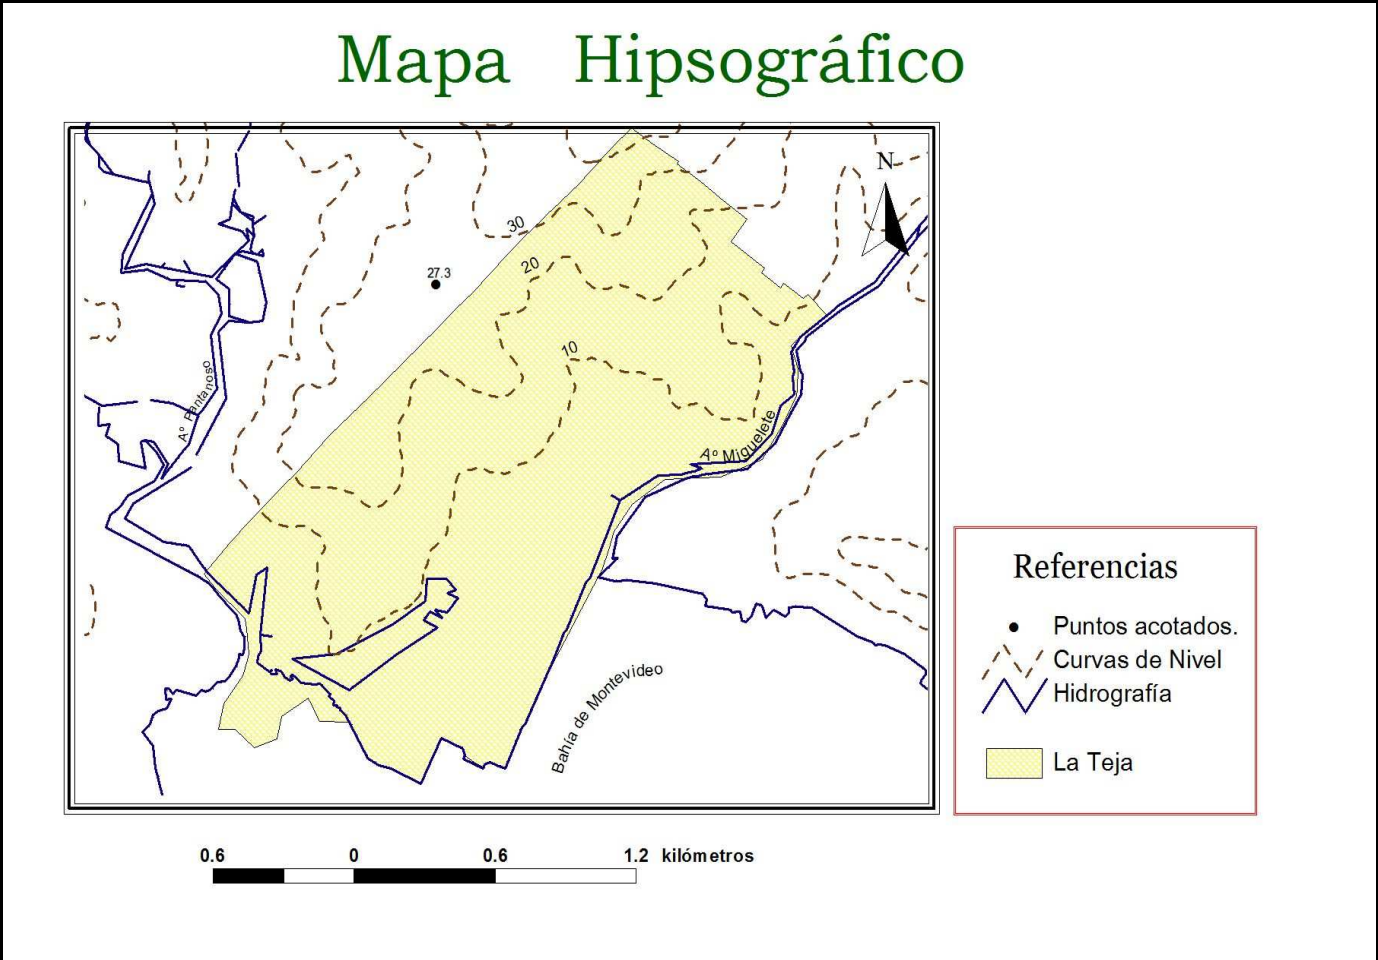 Mapa Hipsográfico
N
30
20
27.3
10
Aº Pantanoso
Aº Miguelete
Bahía de Montevideo
Referencias
Puntos acotados.
Curvas de Nivel
Hidrografía
La Teja
0.6 0 0.6 1.2 kilómetros